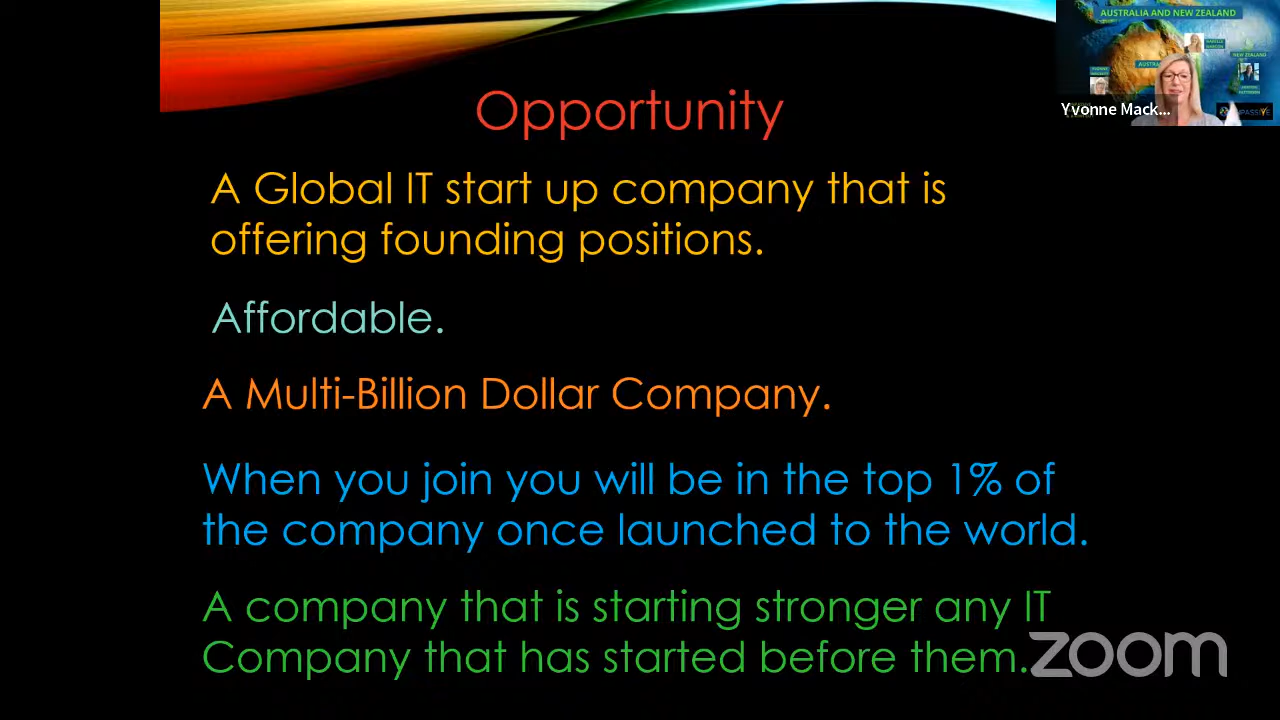 AUSTRALIA AND NEW ZEALAND
NEW ZEALAND
Yvonne Mack...
Opportunity
A Global IT start up company that is
offering founding positions.
Affordable.
A Multi-Billion Dollar Company.
When you join you will be in the top 1% of
the company once launched to the world.
A company that is starting stronger any IT
Company that has started before them.
zoom